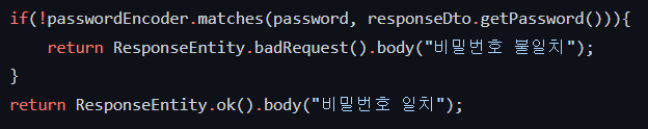 if(!passwordEncoder.matches(password, responseDto.getPassword())){
    return ResponseEntity.badRequest().body("비밀번호 불일치");
}
return ResponseEntity.ok().body("비밀번호 일치");